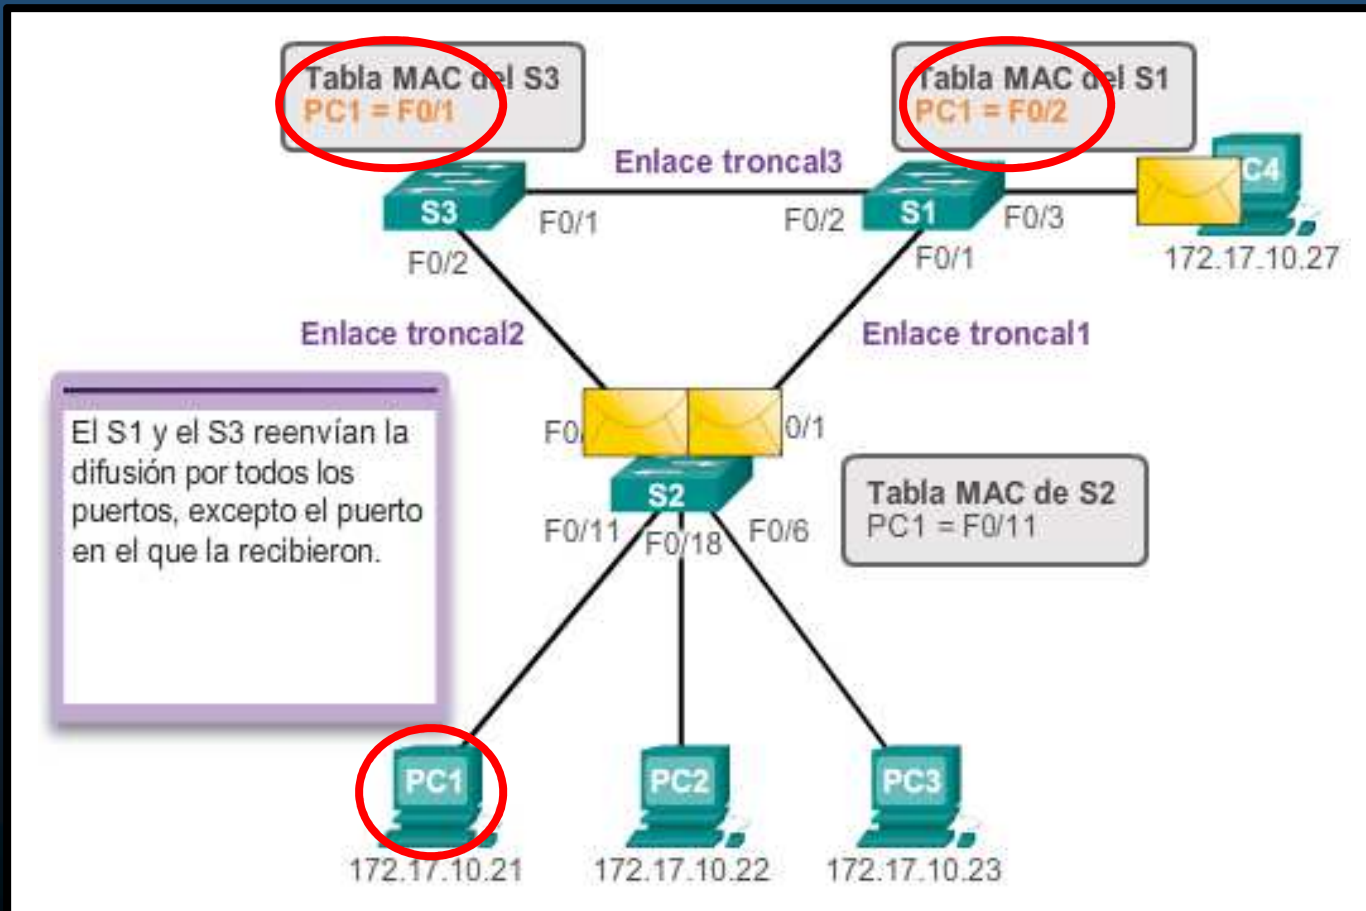 Tabla MAC del S3
PC1 = F0/1
Tabla MAC del S1
PC1 = F0/2
Enlace troncal3
C4
S3
F0/1
F0/2
S1
F0/3
F0/2
F0/1
172.17.10.27
Enlace troncal2
Enlace troncal1
El S1 y el S3 reenvían la
difusión por todos los
puertos, excepto el puerto
en el que la recibieron.
F0/
0/1
S2
Tabla MAC de S2
PC1 = F0/11
F0/11
F0/18
F0/6
PC1
PC2
PC3
172.17.10.21
172.17.10.22
172.17.10.23